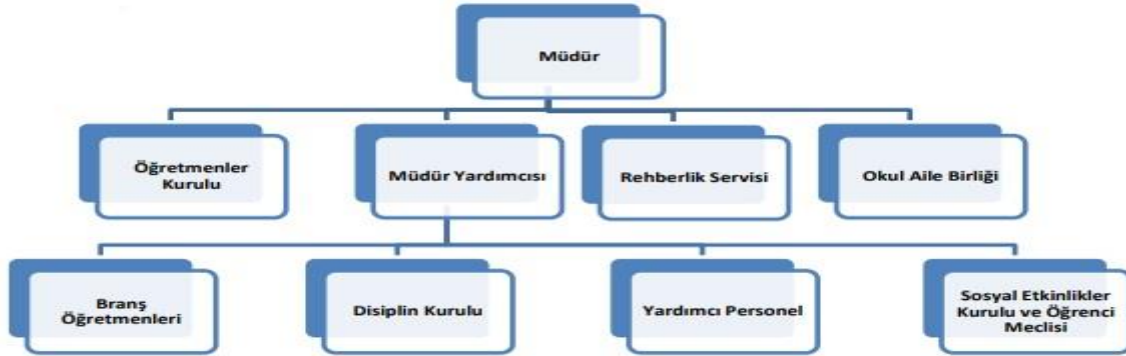 Müdür
Öğretmenler
Kurulu
Müdür Yardımcısı
Rehberlik Servisi
Okul Aile Birliği
Branş
Öğretmenleri
Disiplin Kurulu
Yardımcı Personel
Sosyal Etkinlikler
Kurulu ve Öğrenci
Meclisi